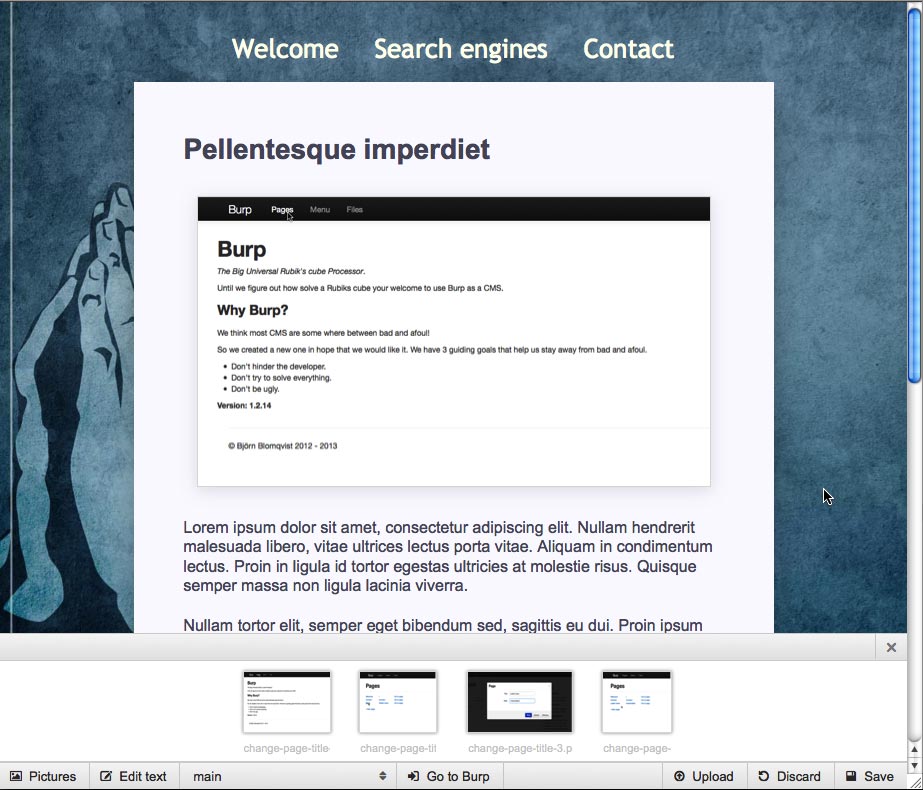 Welcome Search engines Contact
Pellentesque imperdiet
Burp Pages Menu Files
Burp
The Big Universal Rubik's cube Processor.
Until we figure out how solve a Rubiks cube your welcome to use Burp as a CMS.
Why Burp?
We think most CMS are some where between bad and afoul!
So we created a new one in hope that we would like it. We have 3 guiding goals that help us stay away from bad and afoul.
• Don't hinder the developer.
• Don't try to solve everything.
• Don't be ugly.
Version: 1.2.14
© Björn Blomqvist 2012 - 2013
Lorem ipsum dolor sit amet, consectetur adipiscing elit. Nullam hendrerit
malesuada libero, vitae ultrices lectus porta vitae. Aliquam in condimentum
lectus. Proin in ligula id tortor egestas ultricies at molestie risus. Quisque
semper massa non ligula lacinia viverra.
Nullam tortor elit, semper eget bibendum sed, sagittis eu dui. Proin ipsum
Burp Pages Page Pages
change-page-title change-page-tit change-page-title-3.p change-page-
Pictures Edit text main Go to Burp Upload Discard Save